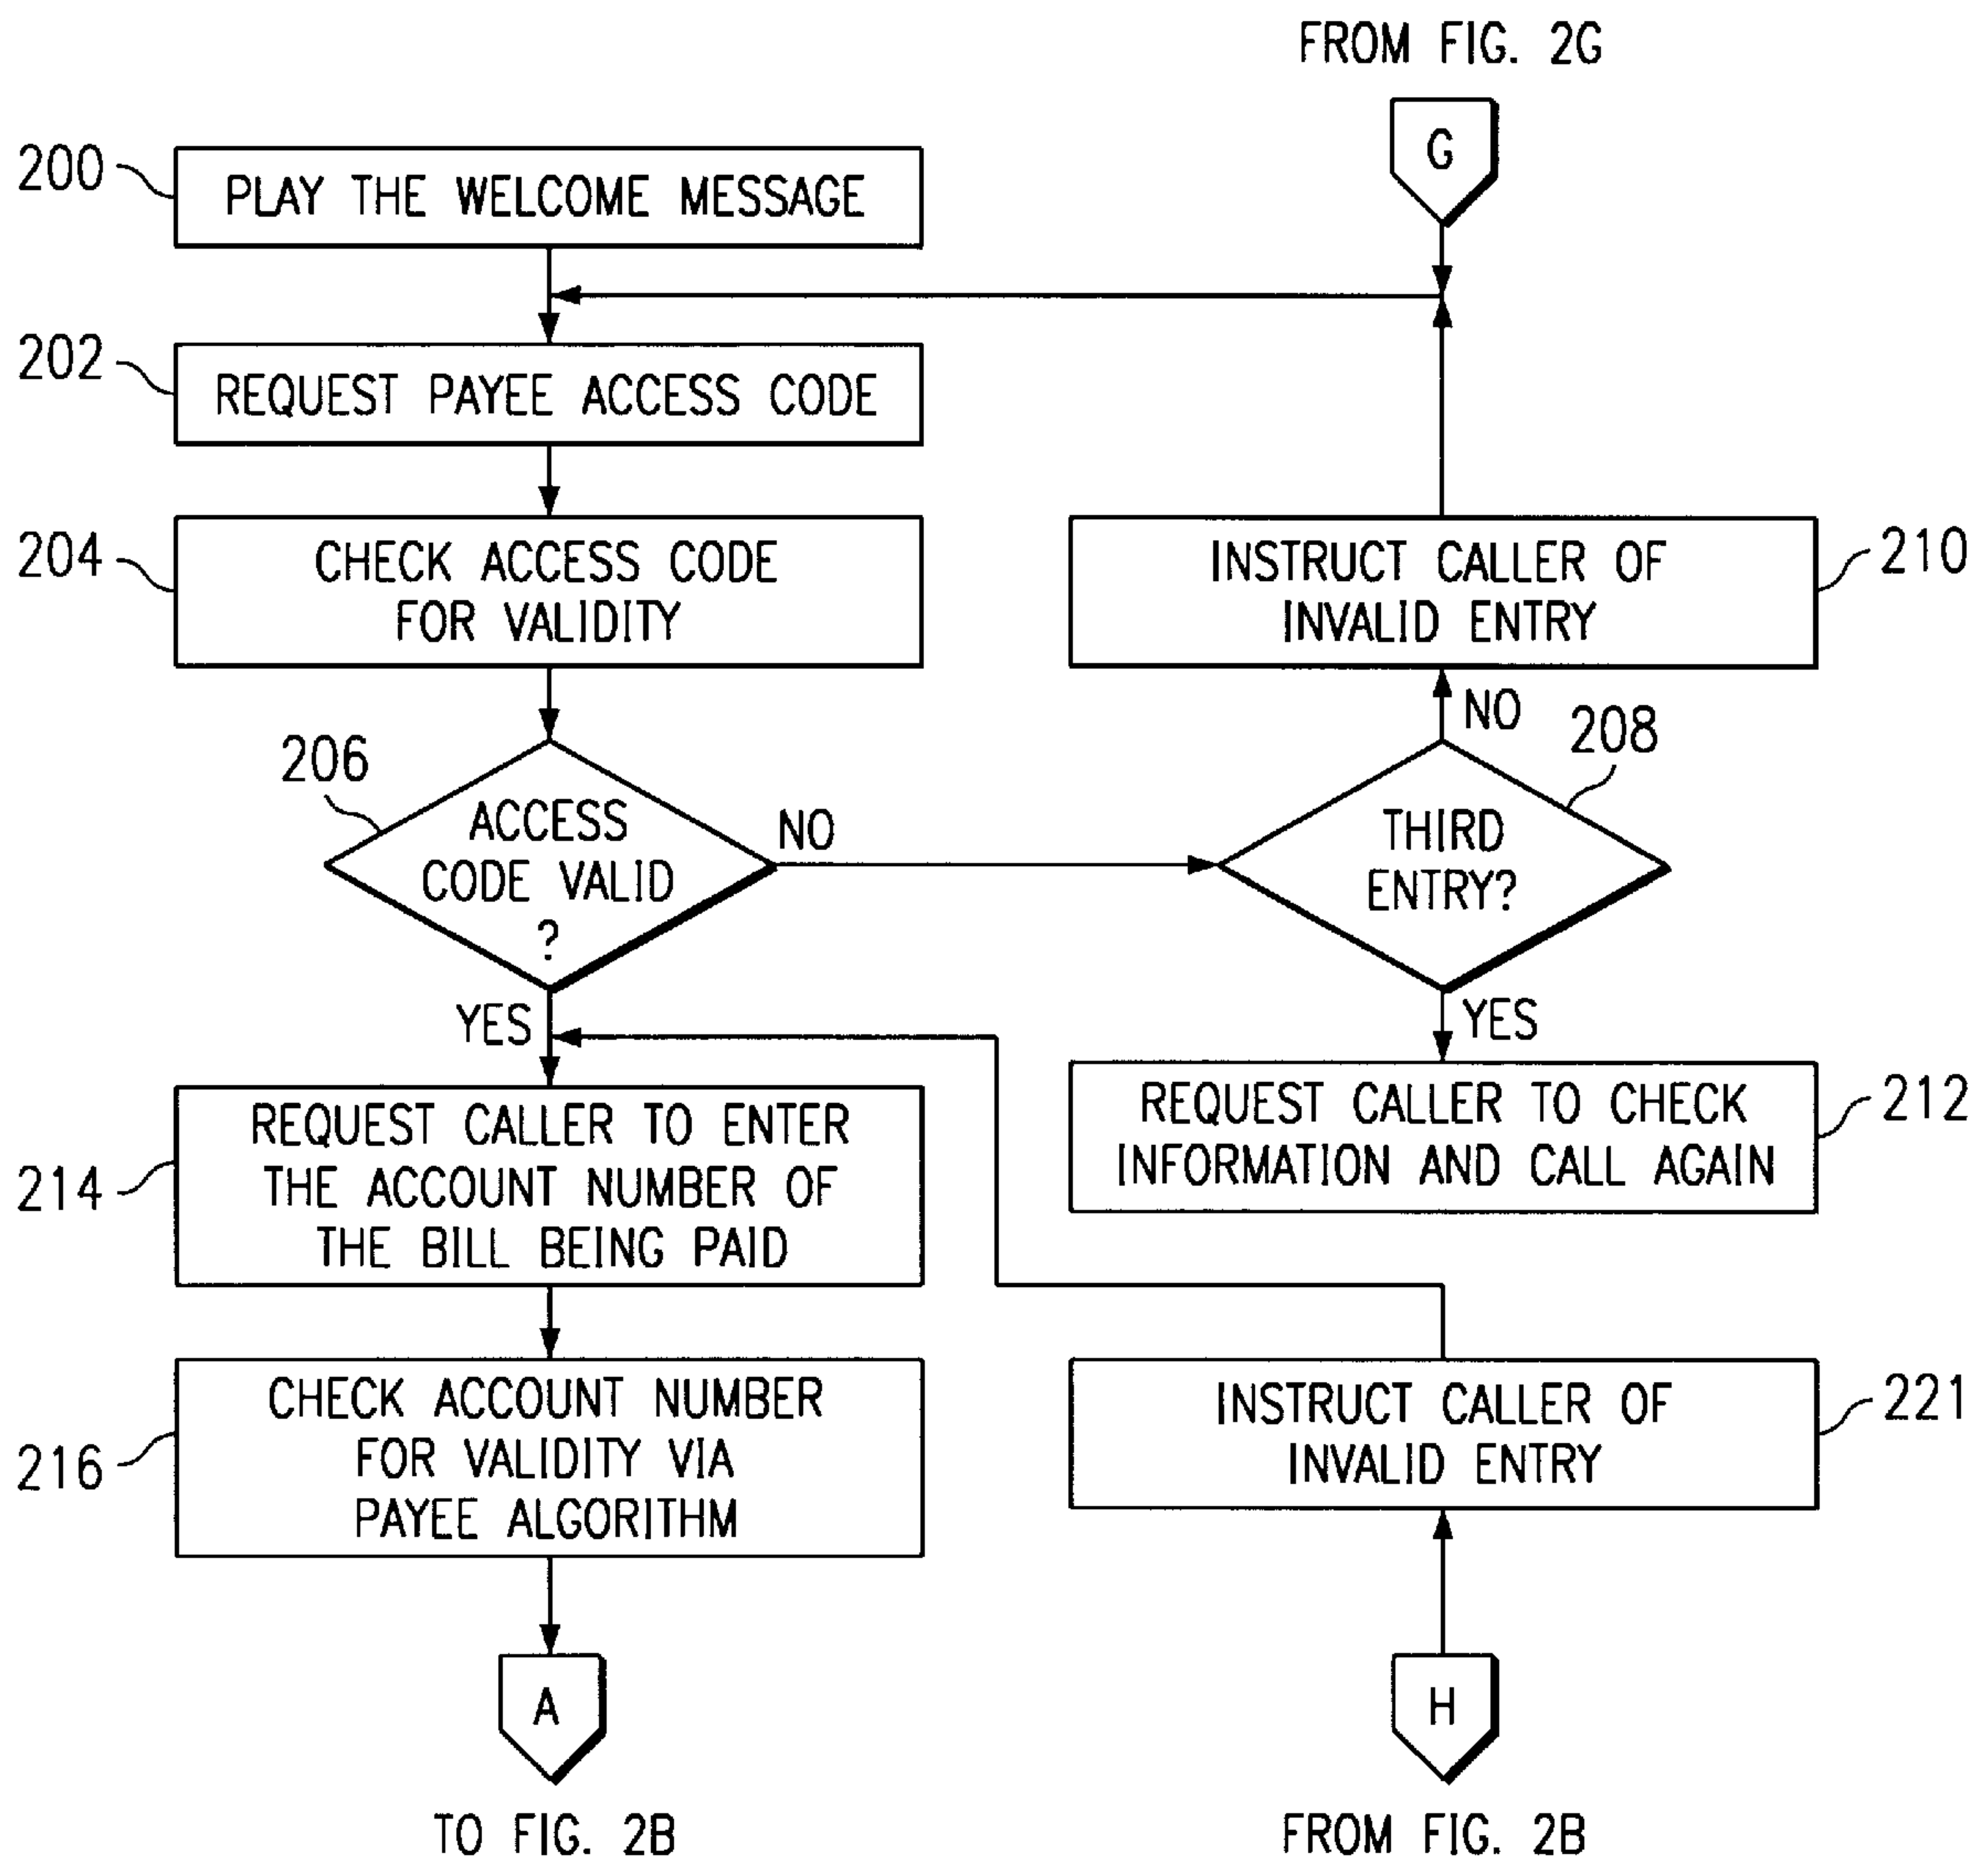 FROM FIG. 2G
G
200
PLAY THE WELCOME MESSAGE
202
REQUEST PAYEE ACCESS CODE
204
CHECK ACCESS CODE
FOR VALIDITY
INSTRUCT CALLER OF
INVALID ENTRY
210
NO
208
206
ACCESS
CODE VALID
?
NO
THIRD
ENTRY?
YES
YES
214
REQUEST CALLER TO ENTER
THE ACCOUNT NUMBER OF
THE BILL BEING PAID
REQUEST CALLER TO CHECK
INFORMATION AND CALL AGAIN
212
216
CHECK ACCOUNT NUMBER
FOR VALIDITY VIA
PAYEE ALGORITHM
INSTRUCT CALLER OF
INVALID ENTRY
221
A
H
TO FIG. 2B
FROM FIG. 2B